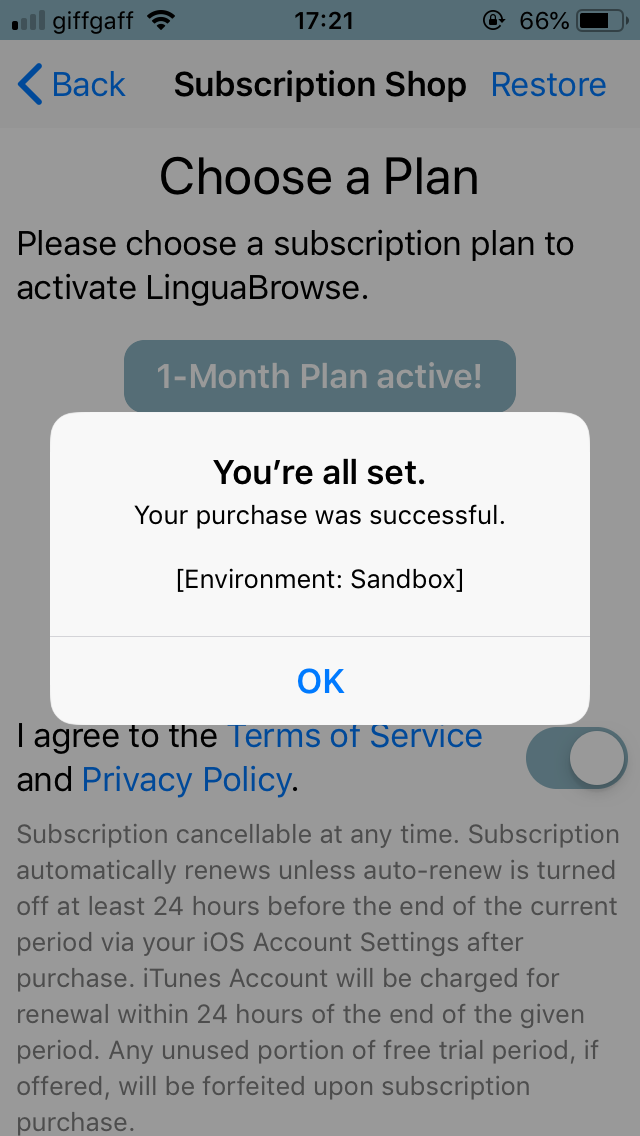 giffgaff 17:21 66%
Back Subscription Shop Restore
Choose a Plan
Please choose a subscription plan to
activate LinguaBrowse.
1-Month Plan active!
You're all set.
Your purchase was successful.
[Environment: Sandbox]
OK
I agree to the Terms of Service
and Privacy Policy.
Subscription cancellable at any time. Subscription
automatically renews unless auto-renew is turned
off at least 24 hours before the end of the current
period via your iOS Account Settings after
purchase. iTunes Account will be charged for
renewal within 24 hours of the end of the given
period. Any unused portion of free trial period, if
offered, will be forfeited upon subscription
purchase.